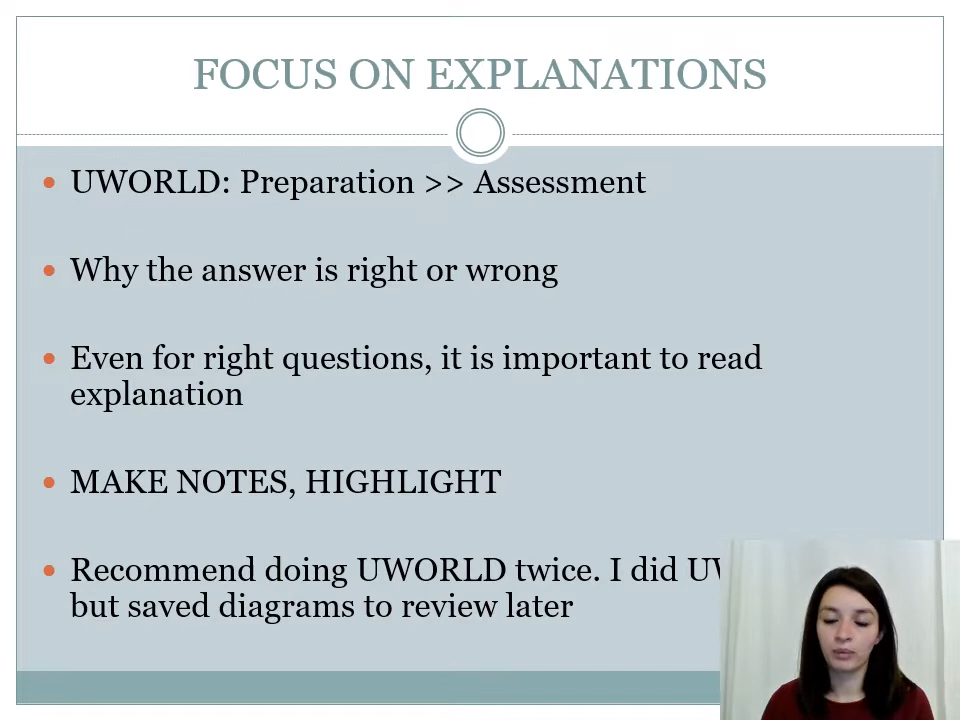 FOCUS ON EXPLANATIONS
UWORLD: Preparation >> Assessment
Why the answer is right or wrong
Even for right questions, it is important to read
explanation
MAKE NOTES, HIGHLIGHT
Recommend doing UWORLD twice. I did
but saved diagrams to review later